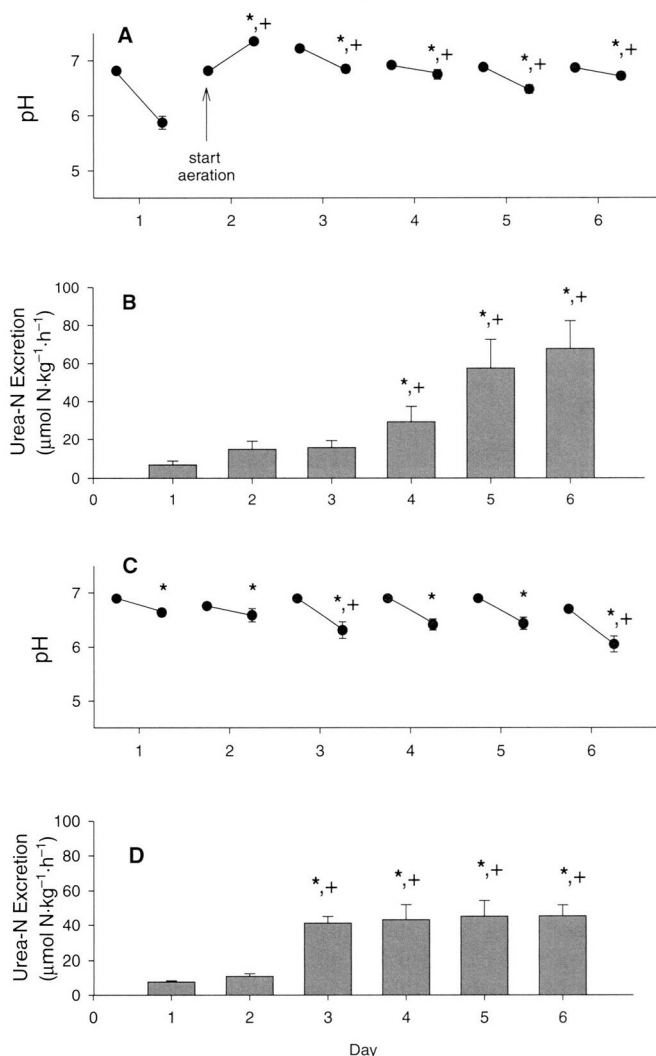 A
*,+
*,+
*,+
*,+
*,+
7
6
5
pH
start
aeration
1 2 3 4 5 6
B
Urea-N Excretion
(μmol N·kg⁻¹·h⁻¹)
100
80
60
40
20
0
*,+
*,+
*,+
0 1 2 3 4 5 6
C
* * *,+ * * *,+
7
6
5
pH
1 2 3 4 5 6
D
Urea-N Excretion
(μmol N·kg⁻¹·h⁻¹)
100
80
60
40
20
0
*,+ *,+ *,+ *,+
0 1 2 3 4 5 6
Day